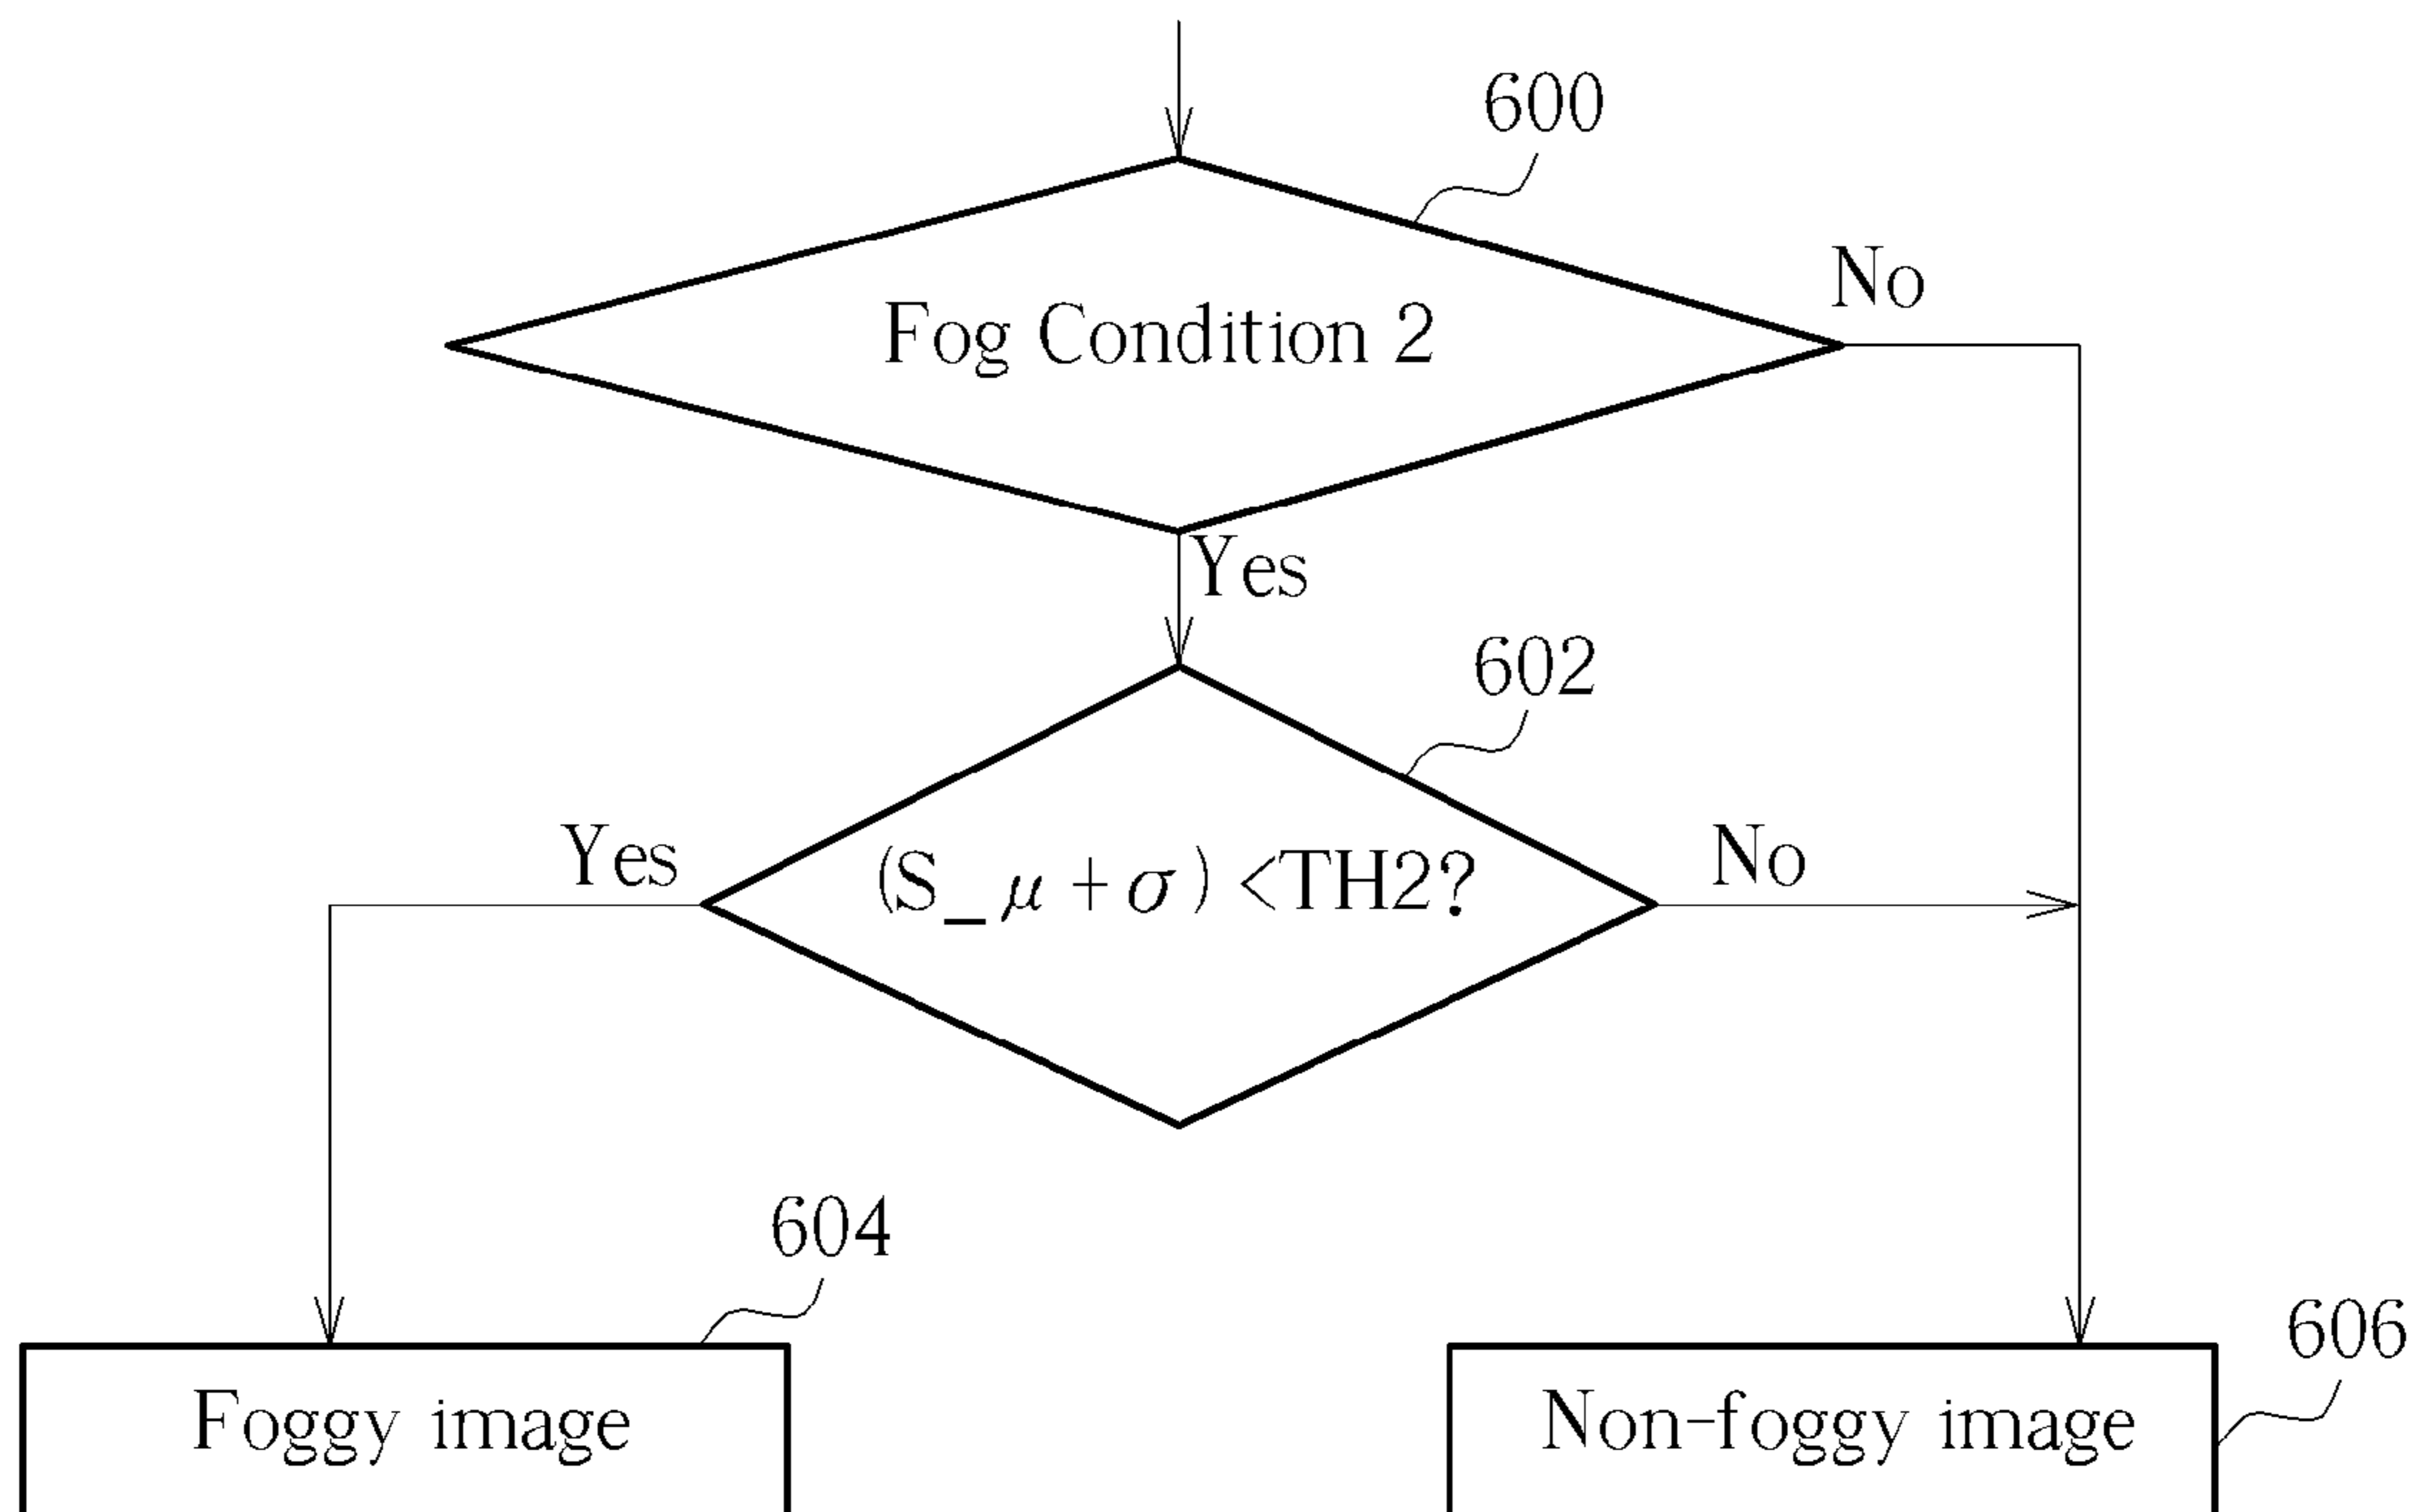 600
No
Fog Condition 2
Yes
602
Yes
(S_μ+σ)<TH2?
No
604
606
Foggy image
Non-foggy image